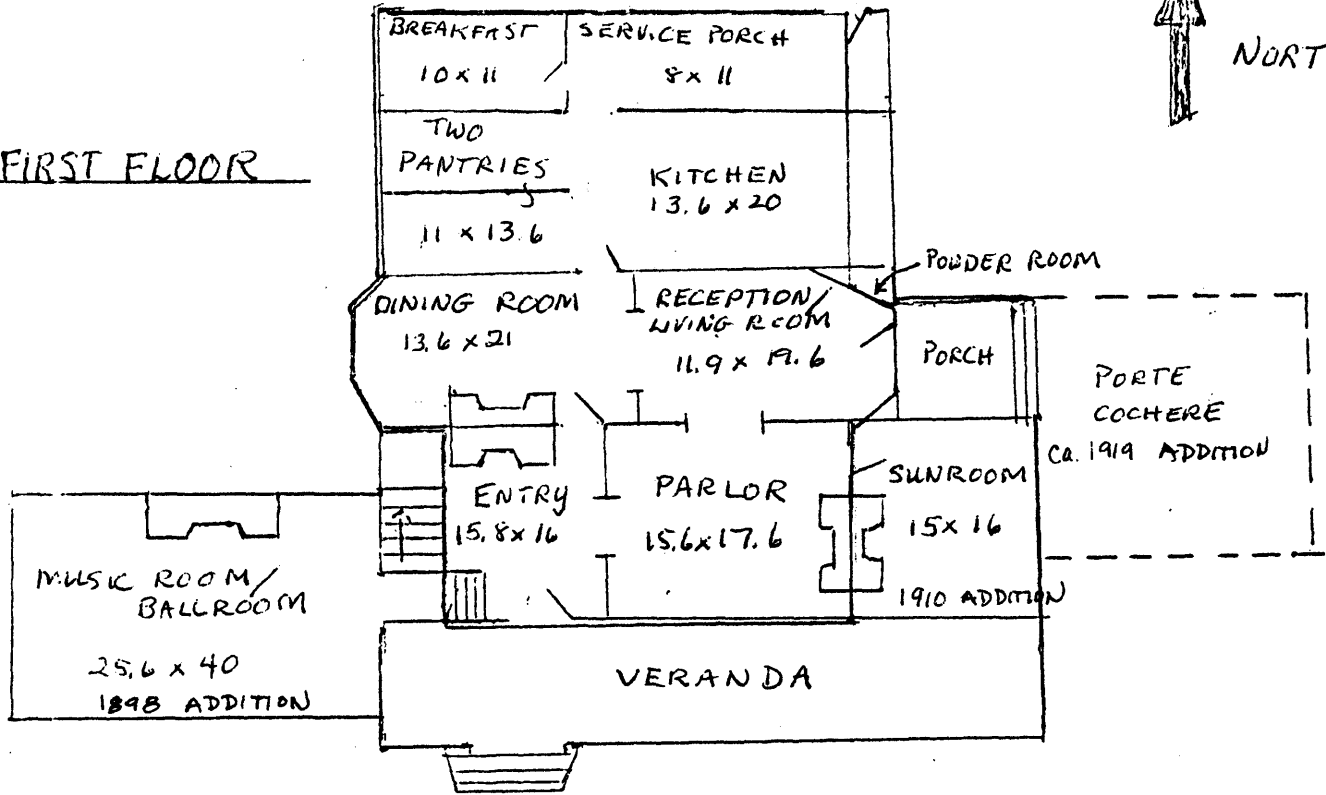 NORT
FIRST FLOOR
BREAKFAST
10 x 11
SERVICE PORCH
8 x 11
TWO
PANTRIES
11 x 13.6
KITCHEN
13.6 x 20
POWDER ROOM
DINING ROOM
13.6 x 21
RECEPTION/
LIVING ROOM
11.9 x 19.6
PORCH
PORTE
COCHERE
Ca. 1919 ADDITION
ENTRY
15.8 x 16
PARLOR
15.6 x 17.6
SUNROOM
15 x 16
1910 ADDITION
MUSIC ROOM/
BALLROOM
25.6 x 40
1898 ADDITION
VERANDA